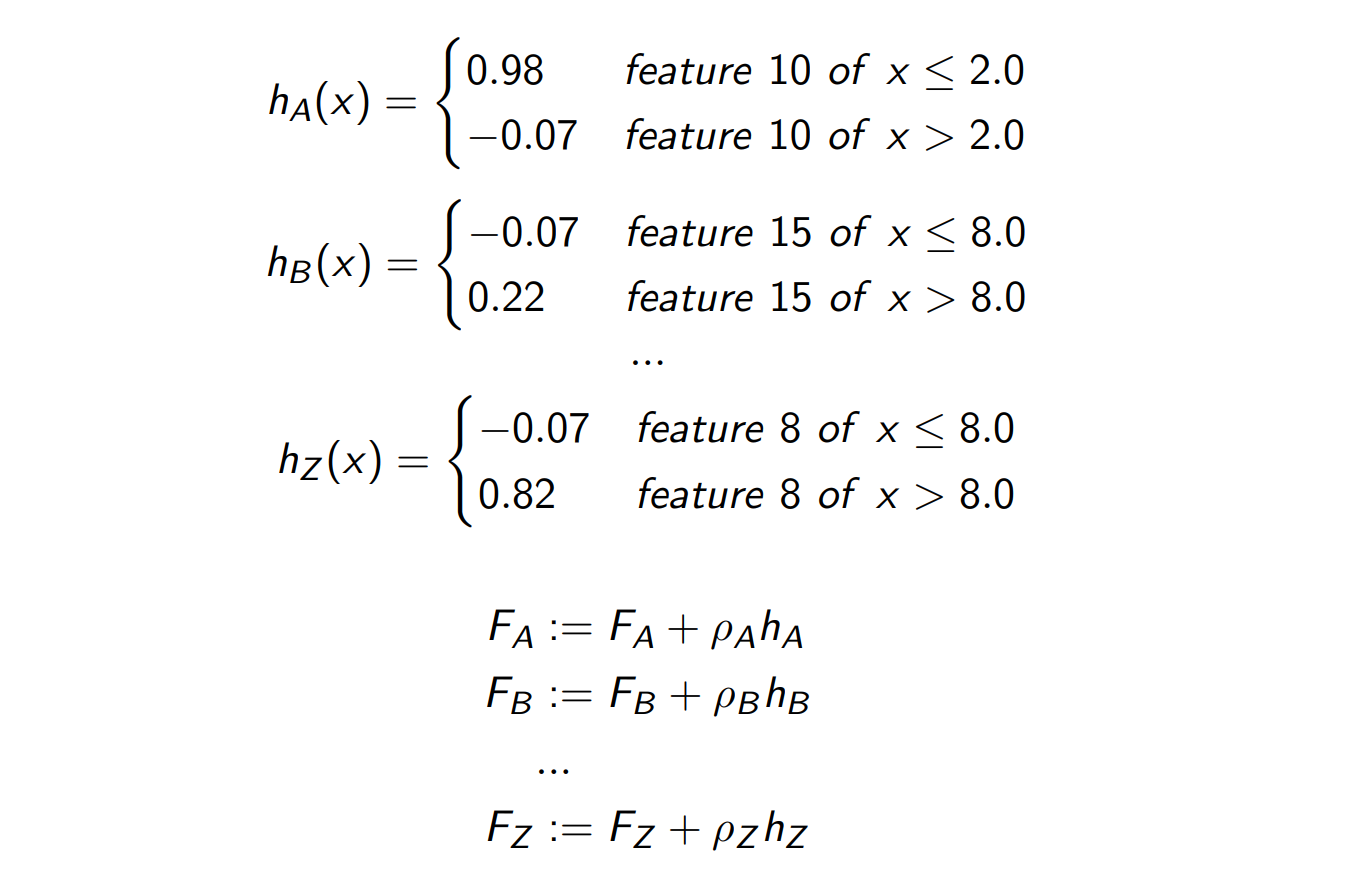 h_A(x) = { 0.98 feature 10 of x ≤ 2.0
−0.07 feature 10 of x > 2.0
h_B(x) = { −0.07 feature 15 of x ≤ 8.0
0.22 feature 15 of x > 8.0
...
h_Z(x) = { −0.07 feature 8 of x ≤ 8.0
0.82 feature 8 of x > 8.0
F_A := F_A + ρ_A h_A
F_B := F_B + ρ_B h_B
...
F_Z := F_Z + ρ_Z h_Z